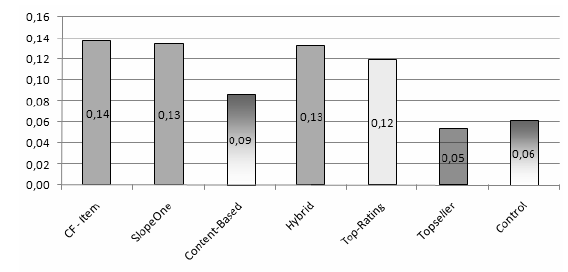 0,16
0,14
0,12
0,10
0,08
0,06
0,04
0,02
0,00
0,14
0,13
0,09
0,13
0,12
0,05
0,06
CF - Item
SlopeOne
Content-Based
Hybrid
Top-Rating
Topseller
Control